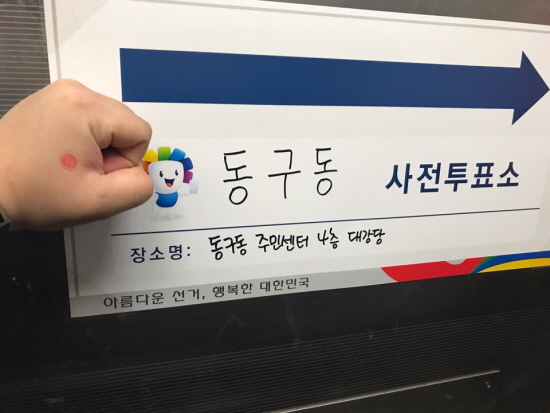 동구동 사전투표소
장소명: 동구동 주민센터 4층 대강당
아름다운 선거, 행복한 대한민국